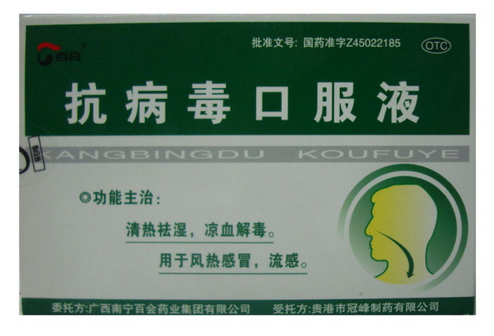 百会
批准文号: 国药准字Z45022185
OTC
抗病毒口服液
KANGBINGDU KOUFUYE
◎功能主治:
清热祛湿，凉血解毒。
用于风热感冒，流感。
委托方:广西南宁百会药业集团有限公司 受托方:贵港市冠峰制药有限公司